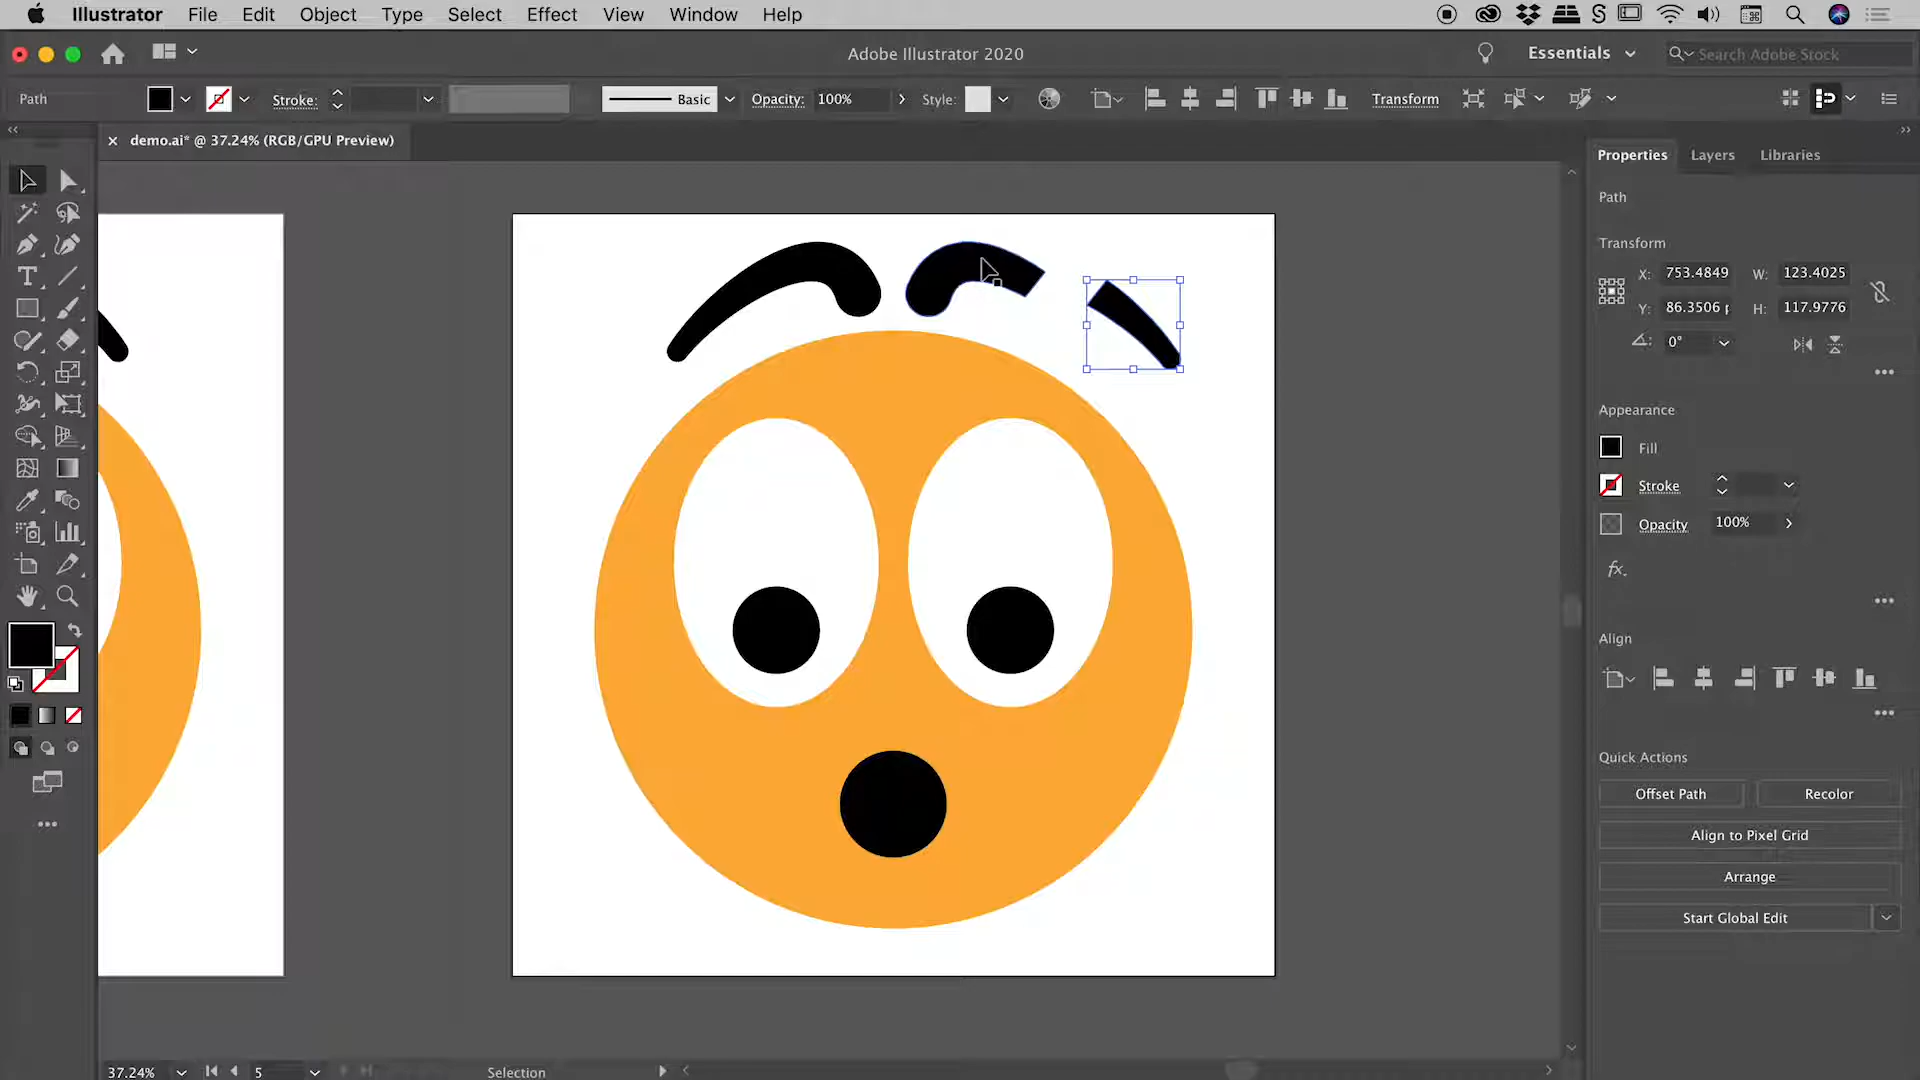 Illustrator File Edit Object Type Select Effect View Window Help
Adobe Illustrator 2020
Essentials
Search Adobe Stock
Path
Stroke:
Basic
Opacity: 100%
Style:
Transform
demo.ai* @ 37.24% (RGB/GPU Preview)
Properties Layers Libraries
Path
Transform
X: 753.4849 W: 123.4025
Y: 86.3506 H: 117.9776
0°
Appearance
Fill
Stroke
Opacity 100%
fx.
Align
Quick Actions
Offset Path Recolor
Align to Pixel Grid
Arrange
Start Global Edit
37.24% 5 Selection